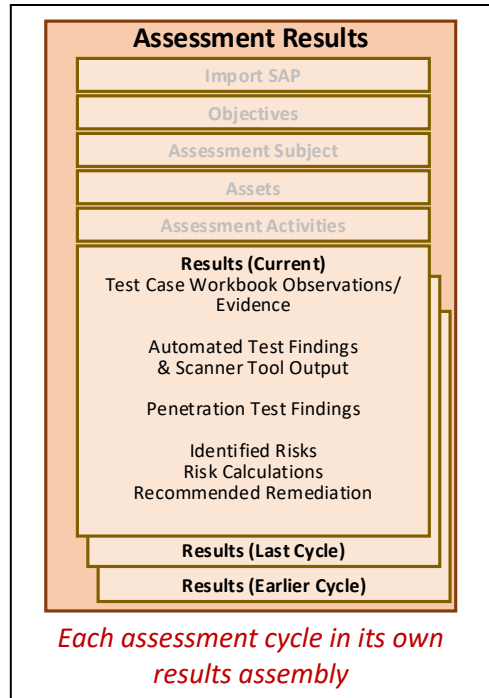 Assessment Results
Import SAP
Objectives
Assessment Subject
Assets
Assessment Activities
Results (Current)
Test Case Workbook Observations/
Evidence
Automated Test Findings
& Scanner Tool Output
Penetration Test Findings
Identified Risks
Risk Calculations
Recommended Remediation
Results (Last Cycle)
Results (Earlier Cycle)
Each assessment cycle in its own
results assembly